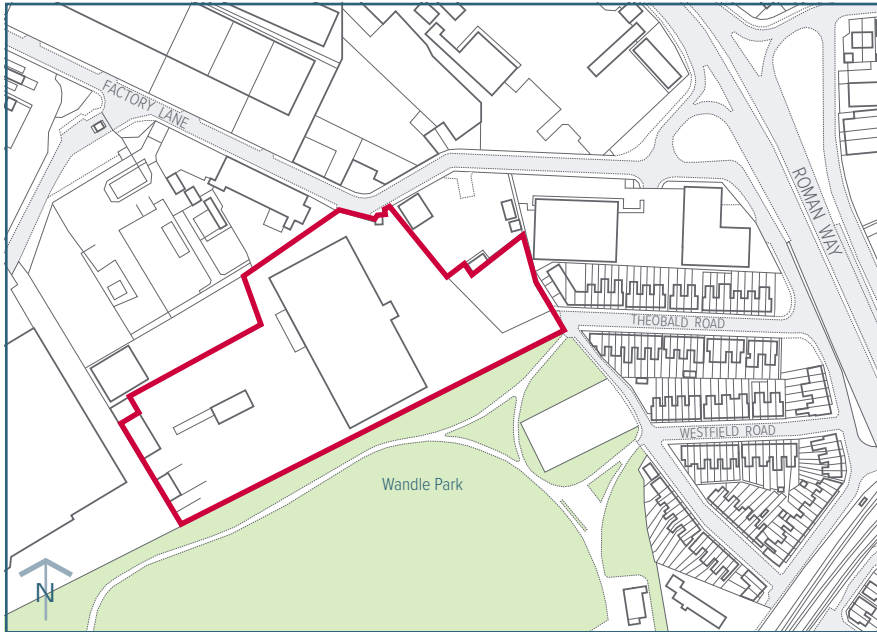 FACTORY LANE
ROMAN WAY
THEOBALD ROAD
WESTFIELD ROAD
Wandle Park
N